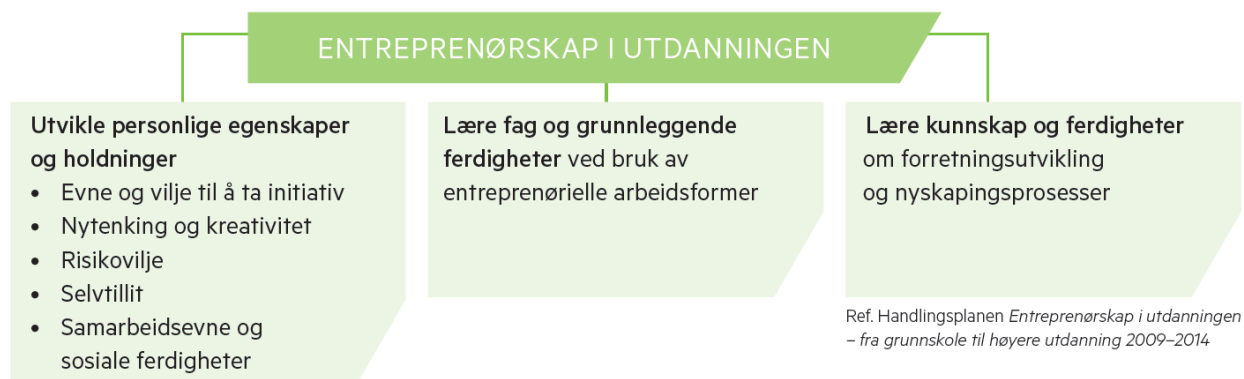 ENTREPRENØRSKAP I UTDANNINGEN
Utvikle personlige egenskaper
og holdninger
• Evne og vilje til å ta initiativ
• Nytenking og kreativitet
• Risikovilje
• Selvtillit
• Samarbeidsevne og
sosiale ferdigheter
Lære fag og grunnleggende
ferdigheter ved bruk av
entreprenørielle arbeidsformer
Lære kunnskap og ferdigheter
om forretningsutvikling
og nyskapingsprosesser
Ref. Handlingsplanen Entreprenørskap i utdanningen
– fra grunnskole til høyere utdanning 2009–2014